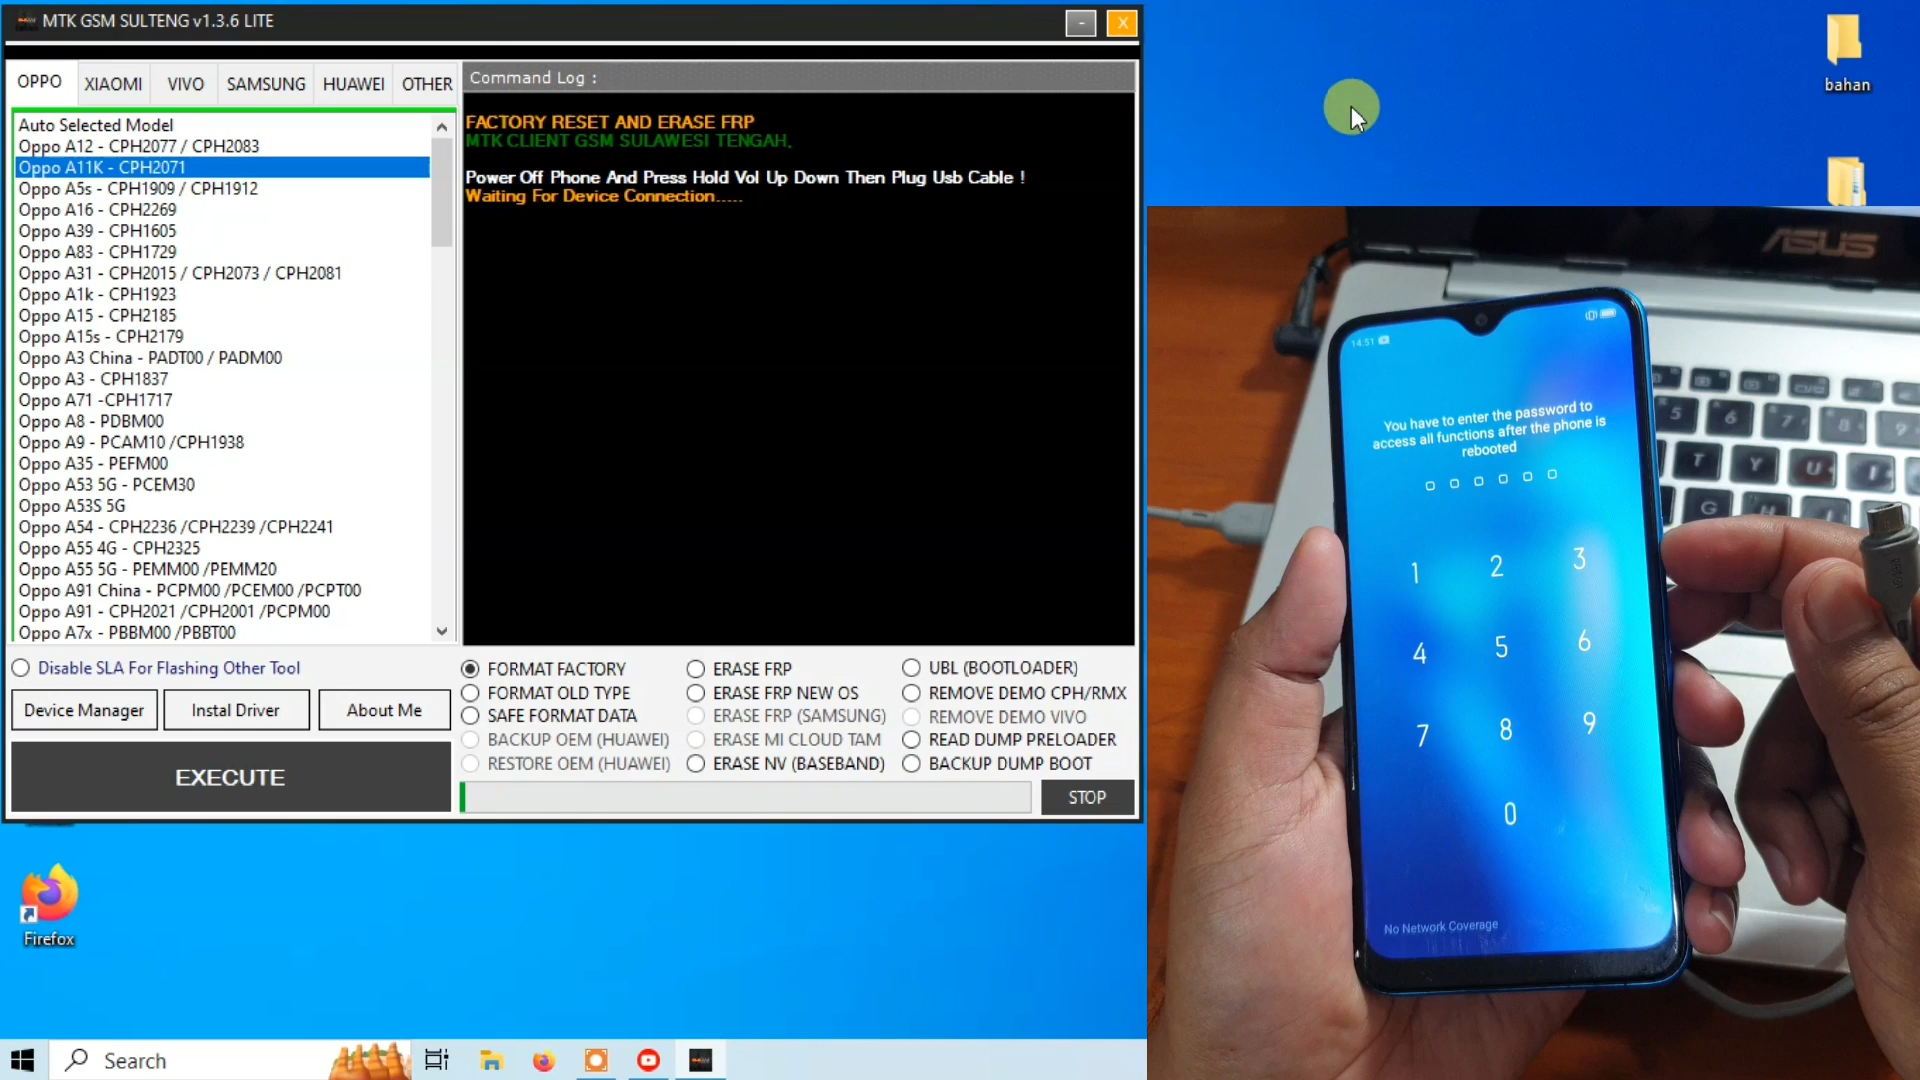 MTK GSM SULTENG v1.3.6 LITE
-
X
OPPO
XIAOMI
VIVO
SAMSUNG
HUAWEI
OTHER
Auto Selected Model
Oppo A12 - CPH2077 / CPH2083
Oppo A11K - CPH2071
Oppo A5s - CPH1909 / CPH1912
Oppo A16 - CPH2269
Oppo A39 - CPH1605
Oppo A83 - CPH1729
Oppo A31 - CPH2015 / CPH2073 / CPH2081
Oppo A1k - CPH1923
Oppo A15 - CPH2185
Oppo A15s - CPH2179
Oppo A3 China - PADT00 / PADM00
Oppo A3 - CPH1837
Oppo A71 -CPH1717
Oppo A8 - PDBM00
Oppo A9 - PCAM10 /CPH1938
Oppo A35 - PEFM00
Oppo A53 5G - PCEM30
Oppo A53S 5G
Oppo A54 - CPH2236 /CPH2239 /CPH2241
Oppo A55 4G - CPH2325
Oppo A55 5G - PEMM00 /PEMM20
Oppo A91 China - PCPM00 /PCEM00 /PCPT00
Oppo A91 - CPH2021 /CPH2001 /PCPM00
Oppo A7x - PBBM00 /PBBT00
Command Log :
FACTORY RESET AND ERASE FRP
MTK CLIENT GSM SULAWESI TENGAH,
Power Off Phone And Press Hold Vol Up Down Then Plug Usb Cable !
Waiting For Device Connection.....
Disable SLA For Flashing Other Tool
Device Manager
Instal Driver
About Me
EXECUTE
FORMAT FACTORY
FORMAT OLD TYPE
SAFE FORMAT DATA
BACKUP OEM (HUAWEI)
RESTORE OEM (HUAWEI)
ERASE FRP
ERASE FRP NEW OS
ERASE FRP (SAMSUNG)
ERASE MI CLOUD TAM
ERASE NV (BASEBAND)
UBL (BOOTLOADER)
REMOVE DEMO CPH/RMX
REMOVE DEMO VIVO
READ DUMP PRELOADER
BACKUP DUMP BOOT
STOP
bahan
Firefox
Search
ASUS
14:51
You have to enter the password to
access all functions after the phone is
rebooted
1 2 3
4 5 6
7 8 9
0
No Network Coverage
5 6 7 8 9
T Y U I
G H